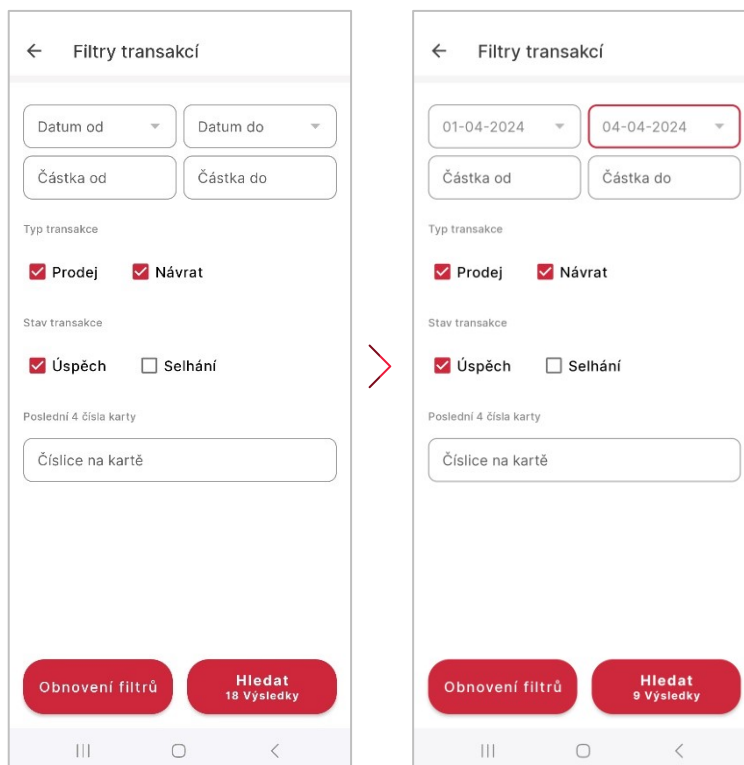 Filtry transakcí
Datum od
Datum do
Částka od
Částka do
Typ transakce
Prodej
Návrat
Stav transakce
Úspěch
Selhání
Poslední 4 čísla karty
Číslice na kartě
Obnovení filtrů
Hledat
18 Výsledky
Filtry transakcí
01-04-2024
04-04-2024
Částka od
Částka do
Typ transakce
Prodej
Návrat
Stav transakce
Úspěch
Selhání
Poslední 4 čísla karty
Číslice na kartě
Obnovení filtrů
Hledat
9 Výsledky